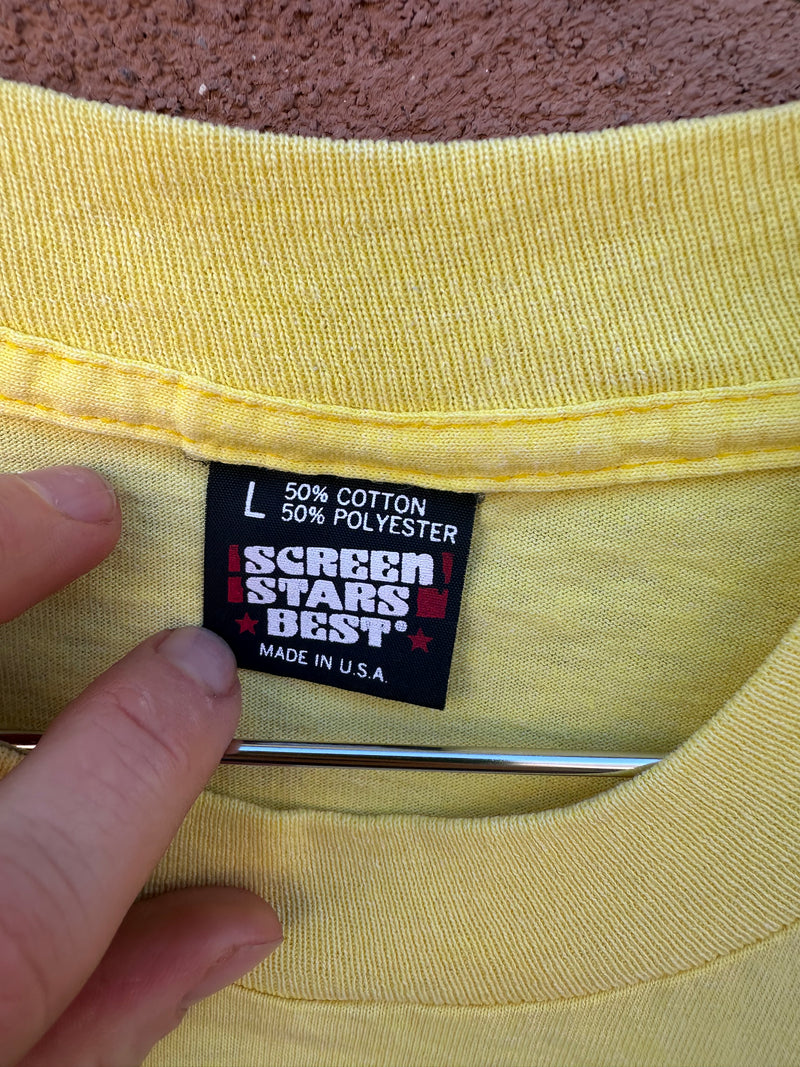 L 50% COTTON
50% POLYESTER
SCREEN
STARS
BEST®
MADE IN U.S.A.